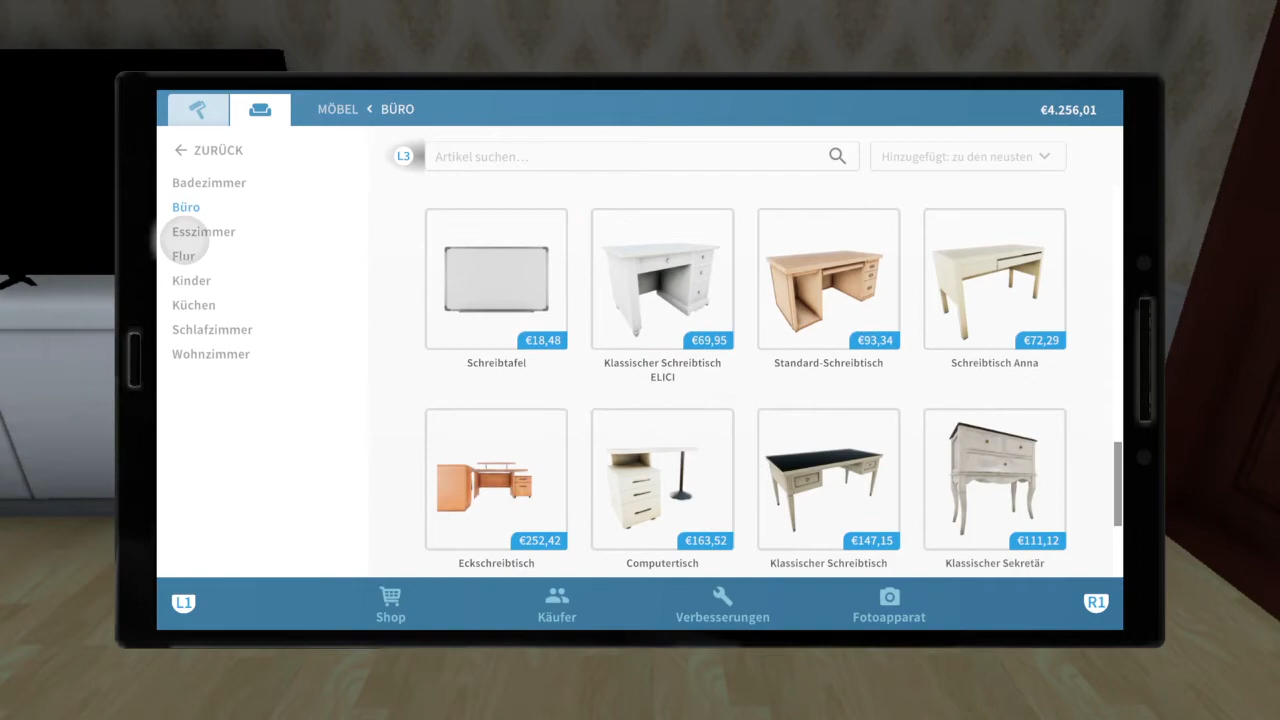 MÖBEL < BÜRO
€4.256,01
ZURÜCK
Badezimmer
Büro
Esszimmer
Flur
Kinder
Küchen
Schlafzimmer
Wohnzimmer
L3
Artikel suchen...
Hinzugefügt: zu den neusten
€18,48
Schreibtafel
€69,95
Klassischer Schreibtisch
ELICI
€93,34
Standard-Schreibtisch
€72,29
Schreibtisch Anna
€252,42
Eckschreibtisch
€163,52
Computertisch
€147,15
Klassischer Schreibtisch
€111,12
Klassischer Sekretär
L1
Shop
Käufer
Verbesserungen
Fotoapparat
R1